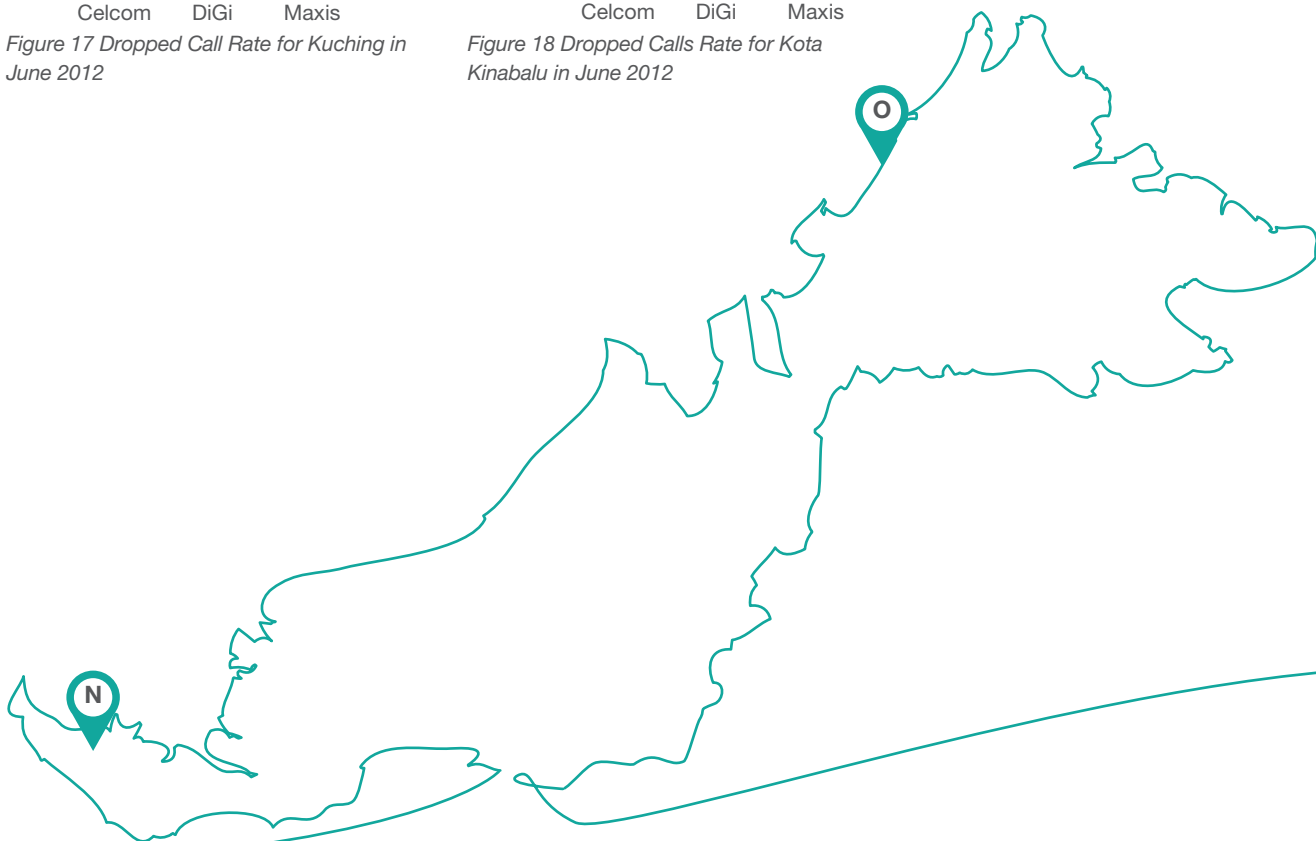 Celcom DiGi Maxis
Figure 17 Dropped Call Rate for Kuching in
June 2012
Celcom DiGi Maxis
Figure 18 Dropped Calls Rate for Kota
Kinabalu in June 2012
O
N